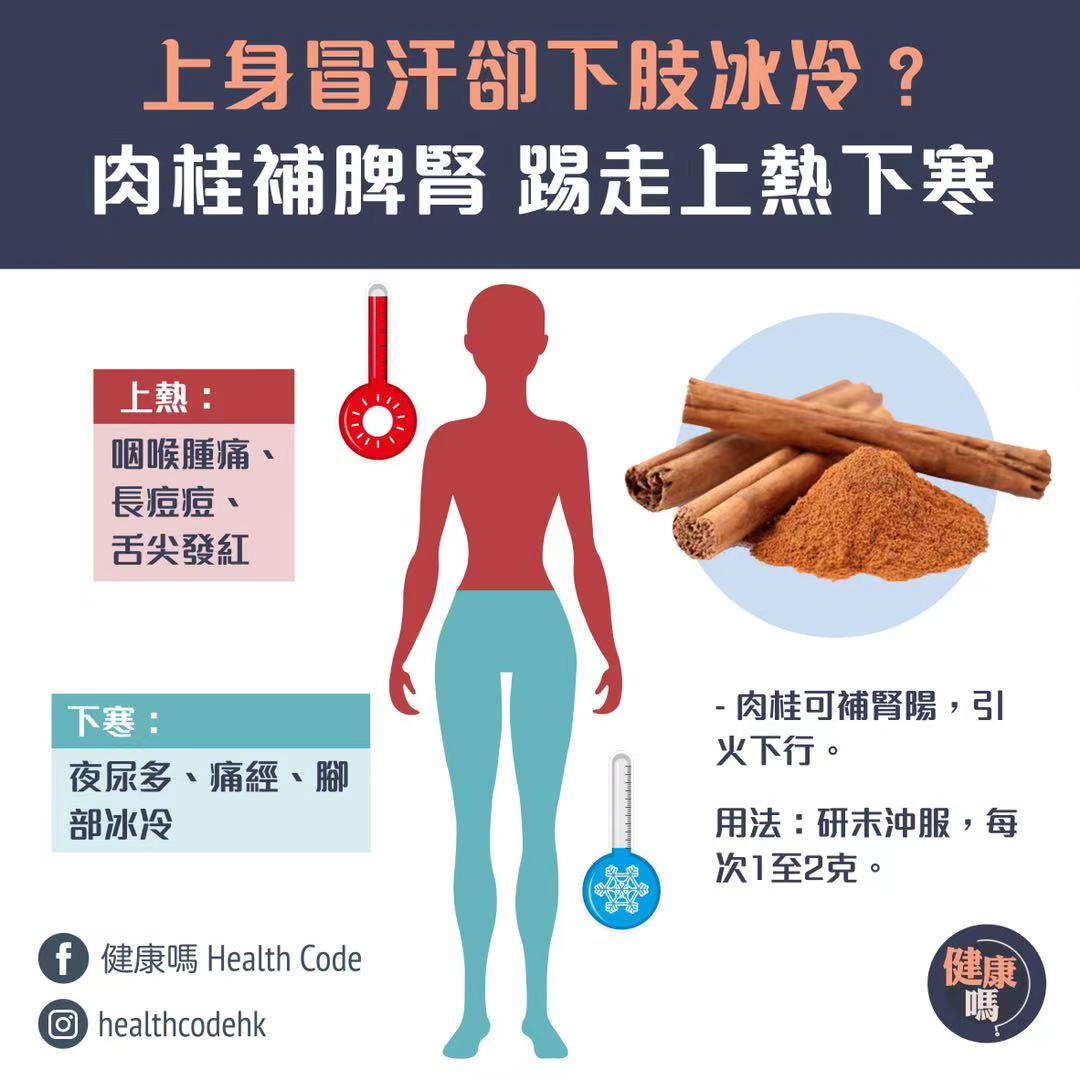 上身冒汗卻下肢冰冷？
肉桂補脾腎 踢走上熱下寒
上熱：
咽喉腫痛、
長痘痘、
舌尖發紅
下寒：
夜尿多、痛經、腳
部冰冷
- 肉桂可補腎陽，引
火下行。
用法：研末沖服，每
次1至2克。
健康嗎 Health Code
healthcodehk
健康
嗎